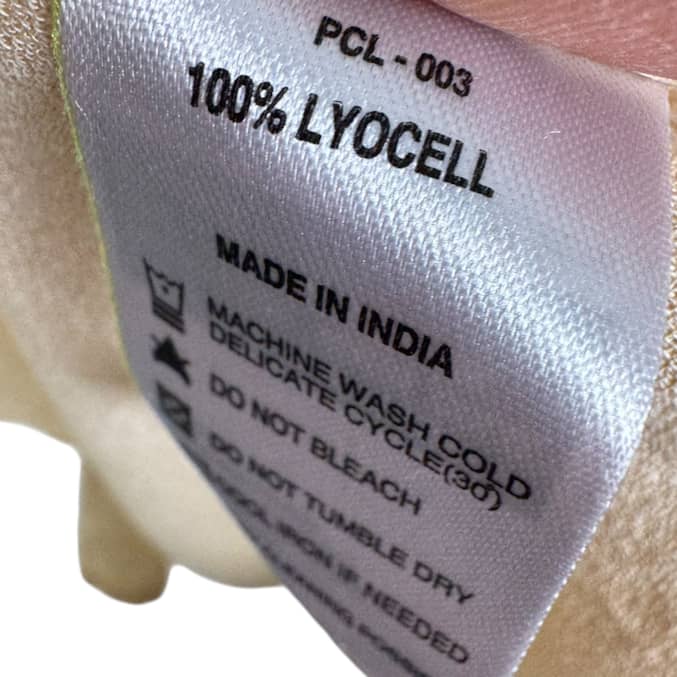 PCL - 003
100% LYOCELL
MADE IN INDIA
MACHINE WASH COLD
DELICATE CYCLE(30)
DO NOT BLEACH
DO NOT TUMBLE DRY
COOL IRON IF NEEDED